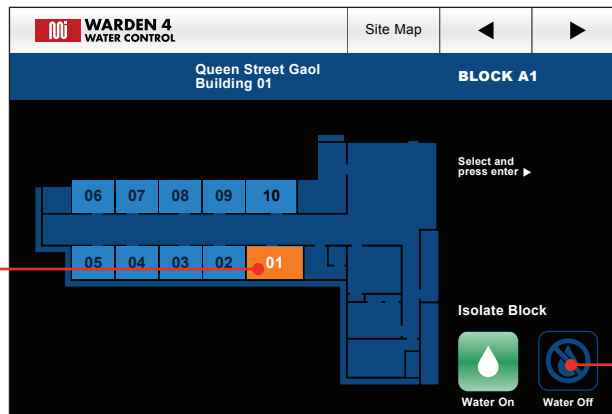 WARDEN 4
WATER CONTROL
Site Map
Queen Street Gaol
Building 01
BLOCK A1
Select and
press enter
06 07 08 09 10
05 04 03 02 01
Isolate Block
Water On
Water Off